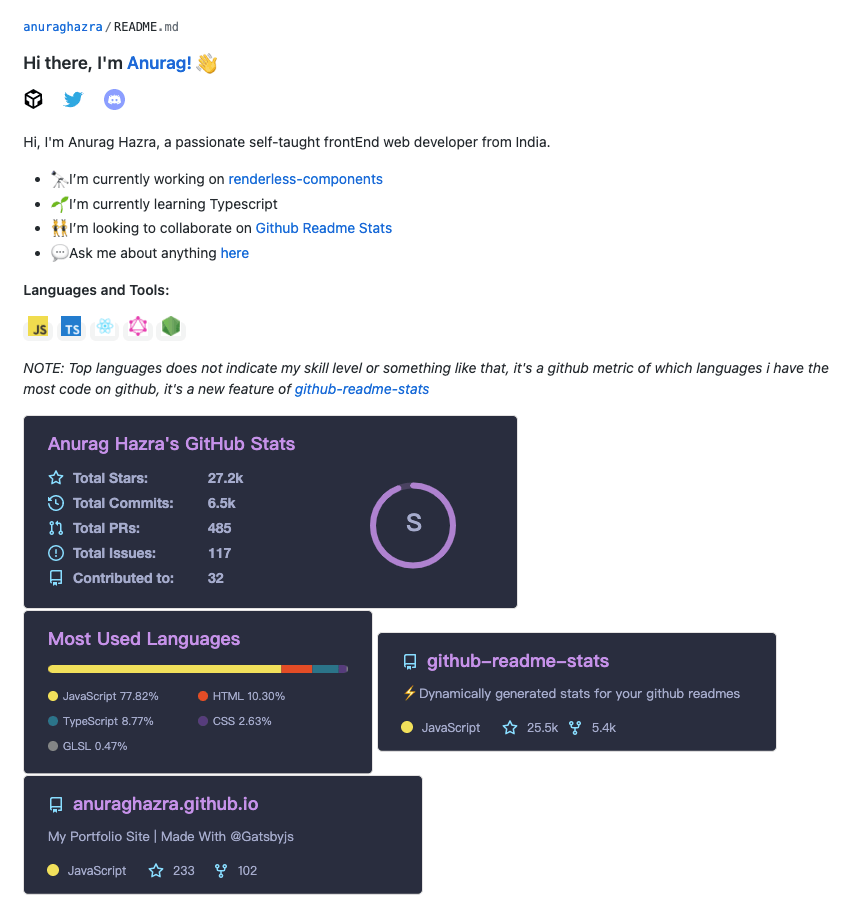 anuraghazra/README.md
Hi there, I'm Anurag! 👋
Hi, I'm Anurag Hazra, a passionate self-taught frontEnd web developer from India.
🔭I’m currently working on renderless-components
🌱I’m currently learning Typescript
👯I’m looking to collaborate on Github Readme Stats
💬Ask me about anything here
Languages and Tools:
JS TS
NOTE: Top languages does not indicate my skill level or something like that, it's a github metric of which languages i have the
most code on github, it's a new feature of github-readme-stats
Anurag Hazra's GitHub Stats
Total Stars: 27.2k
Total Commits: 6.5k
Total PRs: 485
Total Issues: 117
Contributed to: 32
S
Most Used Languages
JavaScript 77.82% HTML 10.30%
TypeScript 8.77% CSS 2.63%
GLSL 0.47%
github-readme-stats
⚡Dynamically generated stats for your github readmes
JavaScript 25.5k 5.4k
anuraghazra.github.io
My Portfolio Site | Made With @Gatsbyjs
JavaScript 233 102